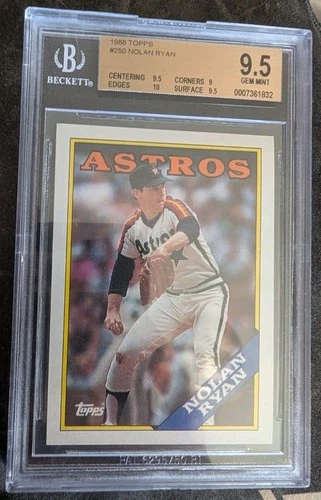 1988 TOPPS
#250 NOLAN RYAN
B
BECKETT®
CENTERING 9.5 CORNERS 9
EDGES 10 SURFACE 9.5
9.5
GEM MINT
0007361832
ASTROS
Astros
NOLAN
RYAN
Topps